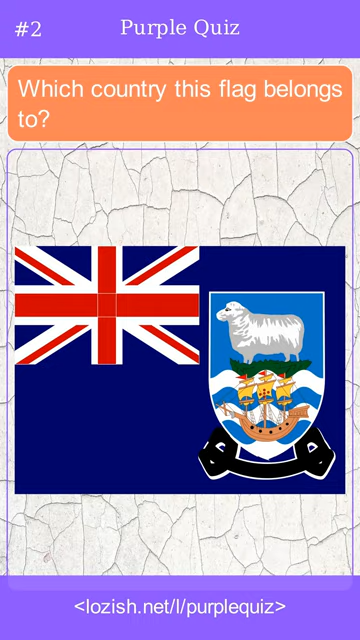 #2
Purple Quiz
Which country this flag belongs
to?
<lozish.net/l/purplequiz>